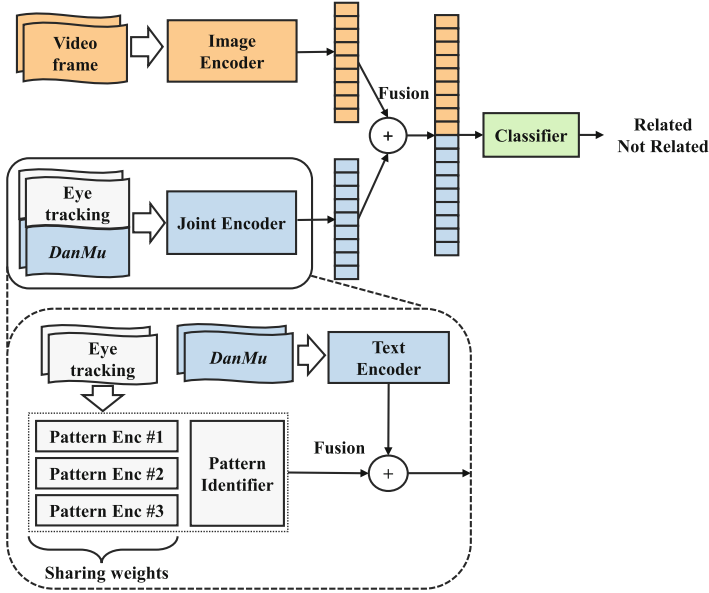 Video
frame
Image
Encoder
Fusion
+
Classifier
Related
Not Related
Eye
tracking
DanMu
Joint Encoder
Eye
tracking
DanMu
Text
Encoder
Pattern Enc #1
Pattern Enc #2
Pattern Enc #3
Pattern
Identifier
Fusion
+
Sharing weights